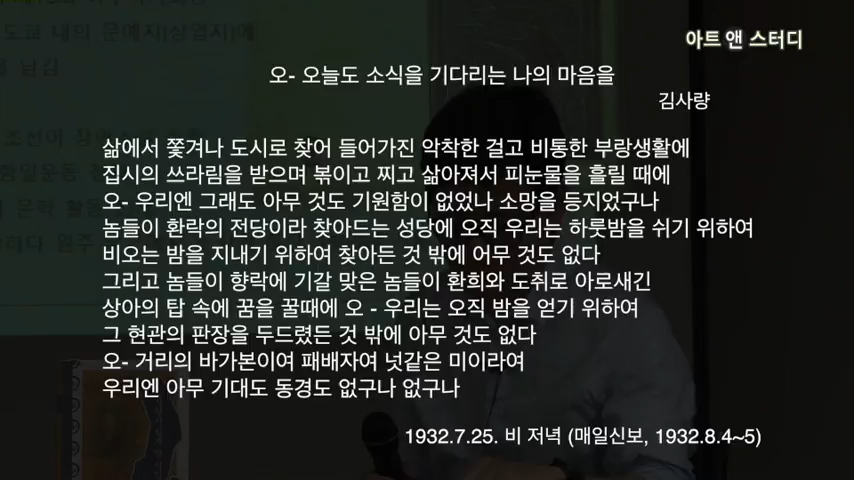 도쿄 내의 문예지[상영지]에
남김
아트 앤 스터디
오- 오늘도 소식을 기다리는 나의 마음을
김사량
삶에서 쫓겨나 도시로 찾어 들어가진 악착한 걸고 비통한 부랑생활에
집시의 쓰라림을 받으며 볶이고 찌고 삶아져서 피눈물을 흘릴 때에
오- 우리엔 그래도 아무 것도 기원함이 없었나 소망을 등지었구나
놈들이 환락의 전당이라 찾아드는 성당에 오직 우리는 하룻밤을 쉬기 위하여
비오는 밤을 지내기 위하여 찾아든 것 밖에 어무 것도 없다
그리고 놈들이 향락에 기갈 맞은 놈들이 환희와 도취로 아로새긴
상아의 탑 속에 꿈을 꿀때에 오 - 우리는 오직 밤을 얻기 위하여
그 현관의 판장을 두드렸든 것 밖에 아무 것도 없다
오- 거리의 바가본이여 패배자여 넋같은 미이라여
우리엔 아무 기대도 동경도 없구나 없구나
1932.7.25. 비 저녁 (매일신보, 1932.8.4~5)